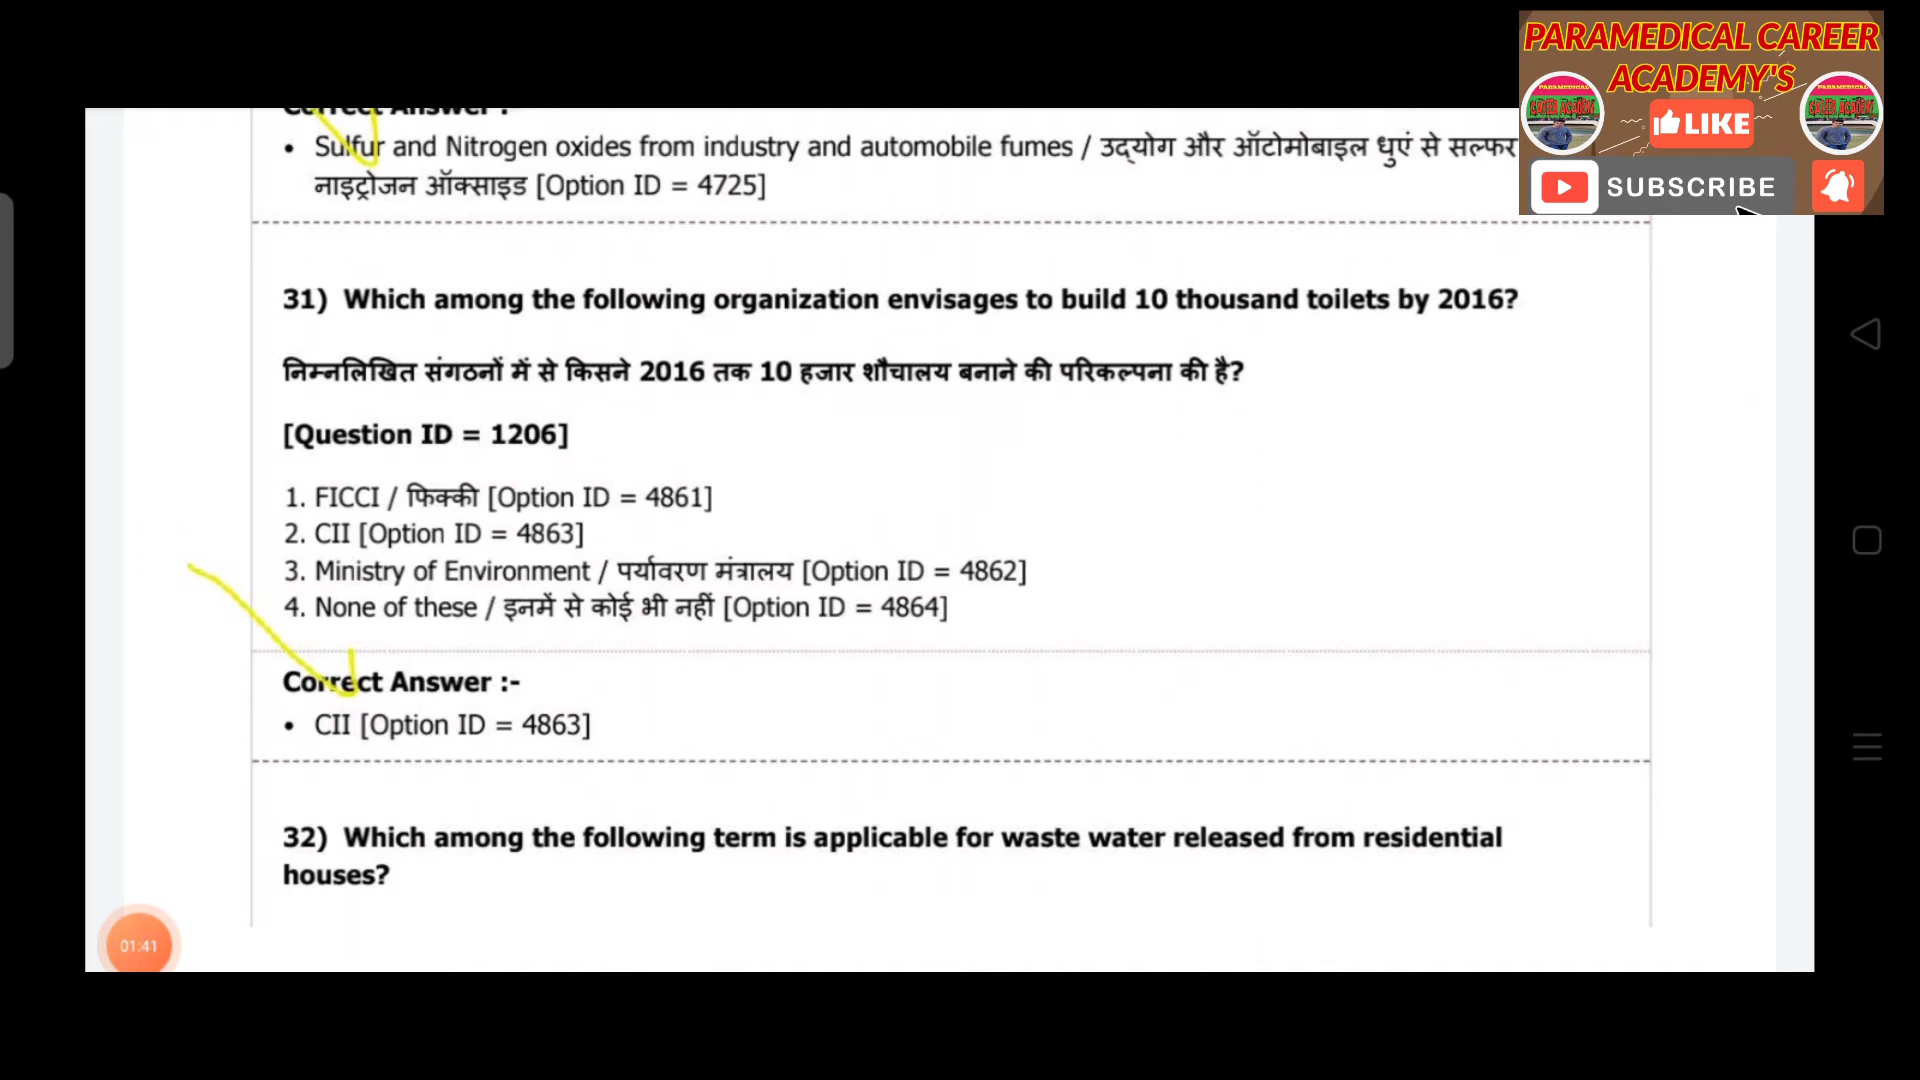 PARAMEDICAL CAREER
ACADEMY'S
LIKE
SUBSCRIBE
Correct Answer :-
• Sulfur and Nitrogen oxides from industry and automobile fumes / उद्योग और ऑटोमोबाइल धुएं से सल्फर
नाइट्रोजन ऑक्साइड [Option ID = 4725]
31) Which among the following organization envisages to build 10 thousand toilets by 2016?
निम्नलिखित संगठनों में से किसने 2016 तक 10 हजार शौचालय बनाने की परिकल्पना की है?
[Question ID = 1206]
1. FICCI / फिक्की [Option ID = 4861]
2. CII [Option ID = 4863]
3. Ministry of Environment / पर्यावरण मंत्रालय [Option ID = 4862]
4. None of these / इनमें से कोई भी नहीं [Option ID = 4864]
Correct Answer :-
• CII [Option ID = 4863]
32) Which among the following term is applicable for waste water released from residential
houses?
01:41